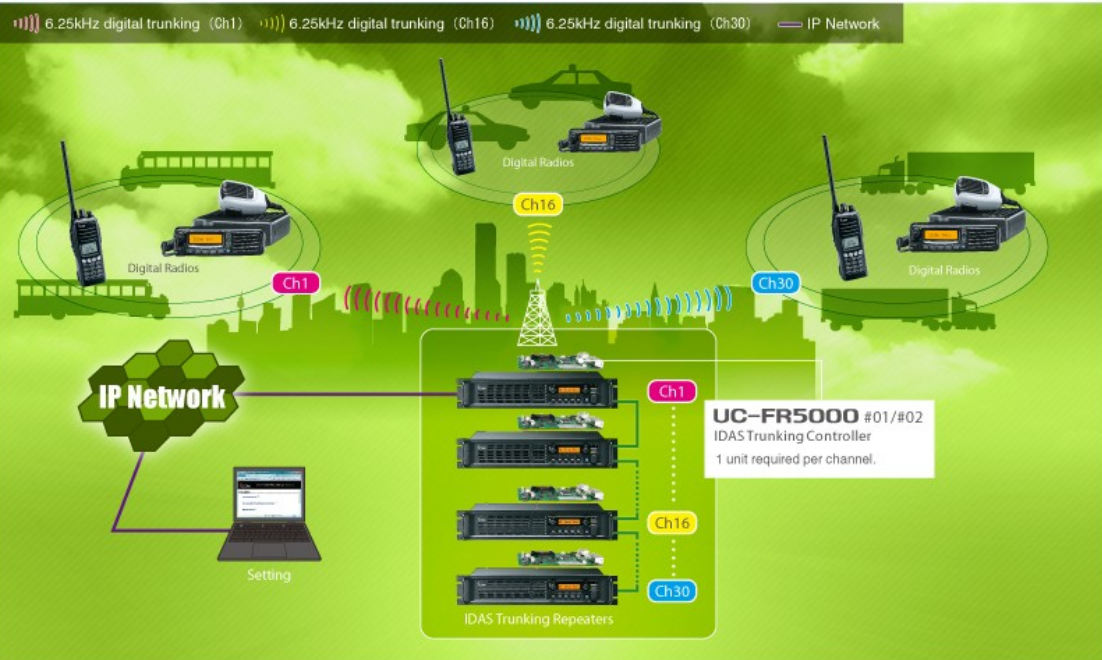 6.25kHz digital trunking (Ch1) 6.25kHz digital trunking (Ch16) 6.25kHz digital trunking (Ch30) IP Network
Digital Radios
Ch16
Digital Radios
Digital Radios
Ch1
Ch30
IP Network
Ch1
UC-FR5000 #01/#02
IDAS Trunking Controller
1 unit required per channel.
Ch16
Setting
Ch30
IDAS Trunking Repeaters